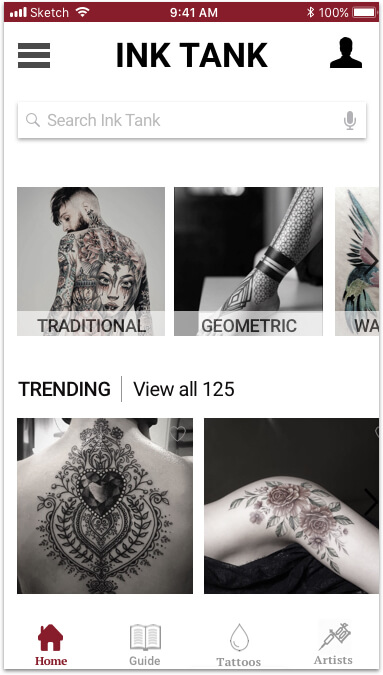 Sketch 9:41 AM 100%
INK TANK
Search Ink Tank
TRADITIONAL GEOMETRIC WA
TRENDING View all 125
Home Guide Tattoos Artists